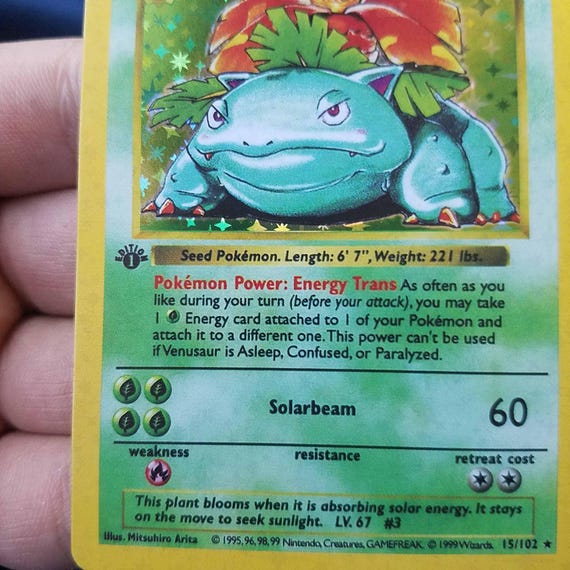 EDITION
1
Seed Pokémon. Length: 6' 7", Weight: 221 lbs.
Pokémon Power: Energy Trans As often as you
like during your turn (before your attack), you may take
1 Energy card attached to 1 of your Pokémon and
attach it to a different one. This power can't be used
if Venusaur is Asleep, Confused, or Paralyzed.
Solarbeam 60
weakness resistance retreat cost
This plant blooms when it is absorbing solar energy. It stays
on the move to seek sunlight. LV. 67 #3
Illus. Mitsuhiro Arita © 1995, 96, 98, 99 Nintendo, Creatures, GAMEFREAK. © 1999 Wizards. 15/102 ★